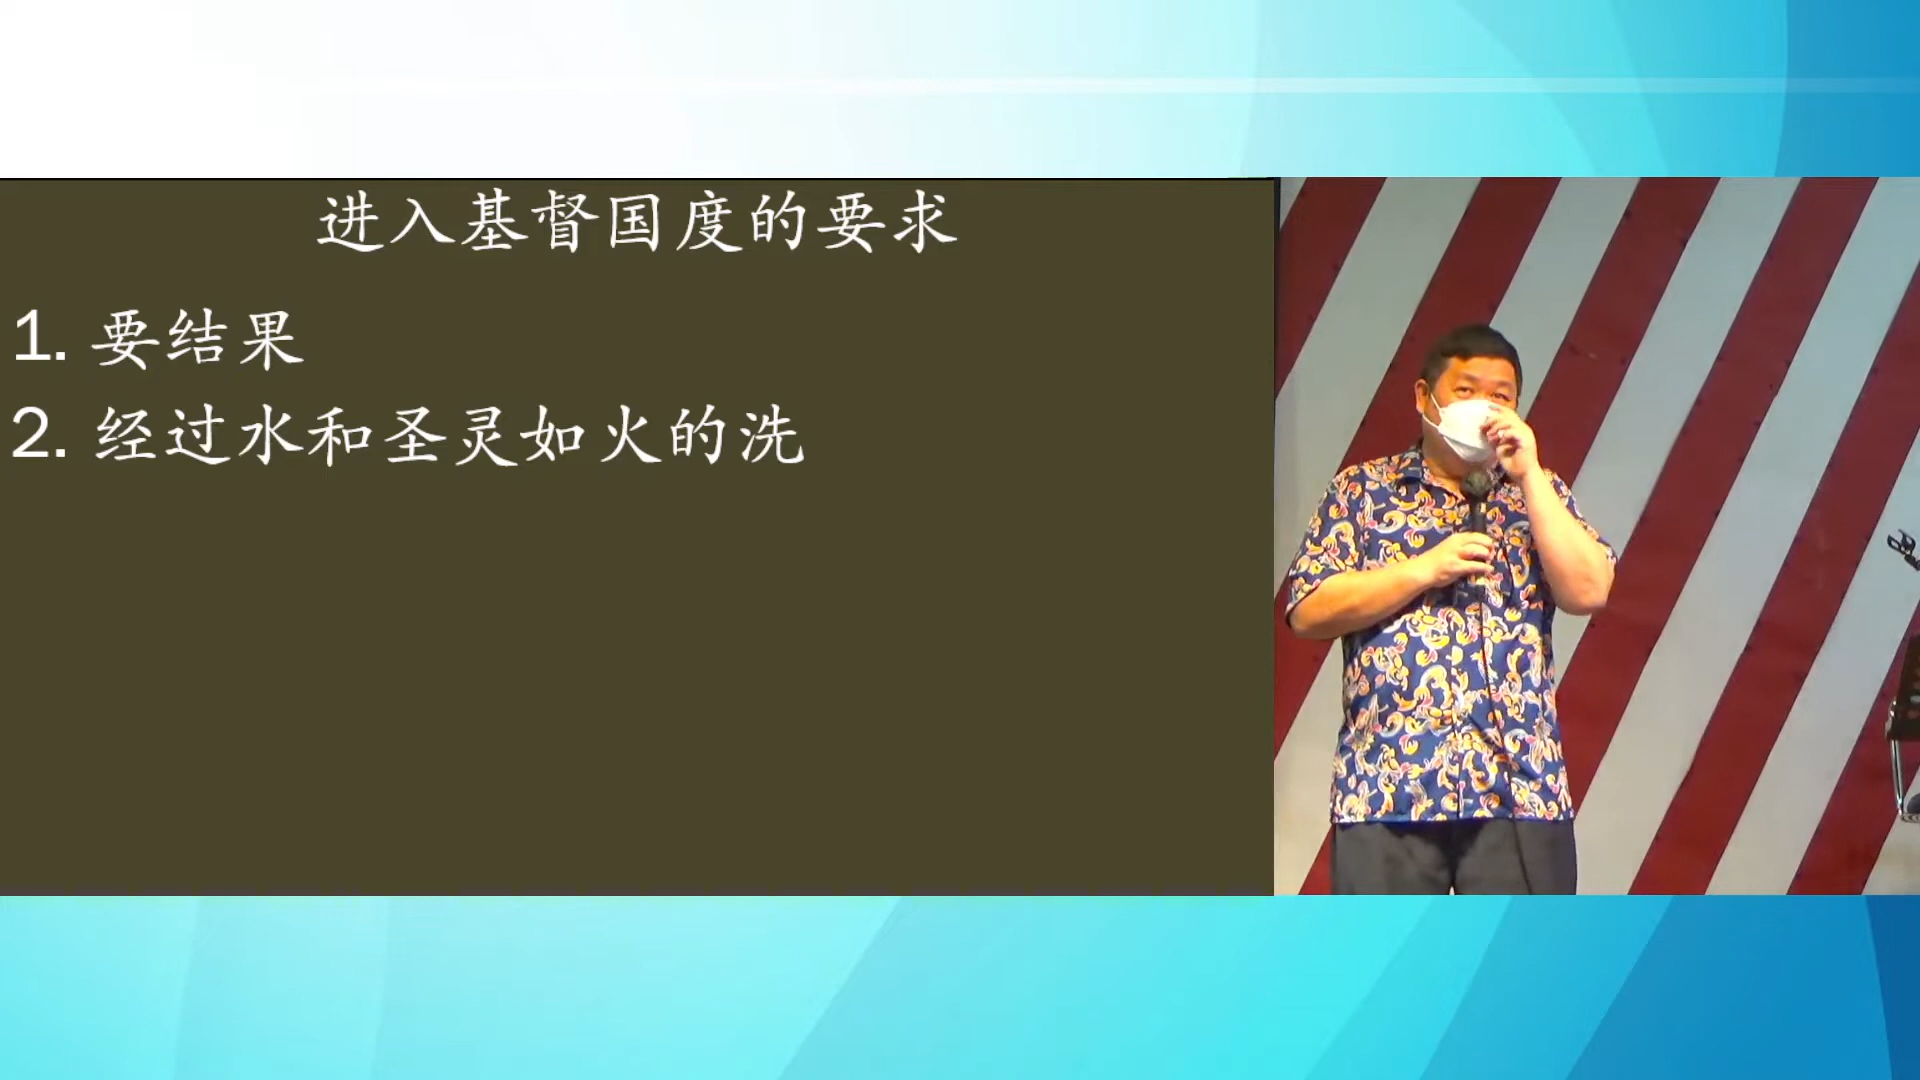 进入基督国度的要求
1. 要结果
2. 经过水和圣灵如火的洗